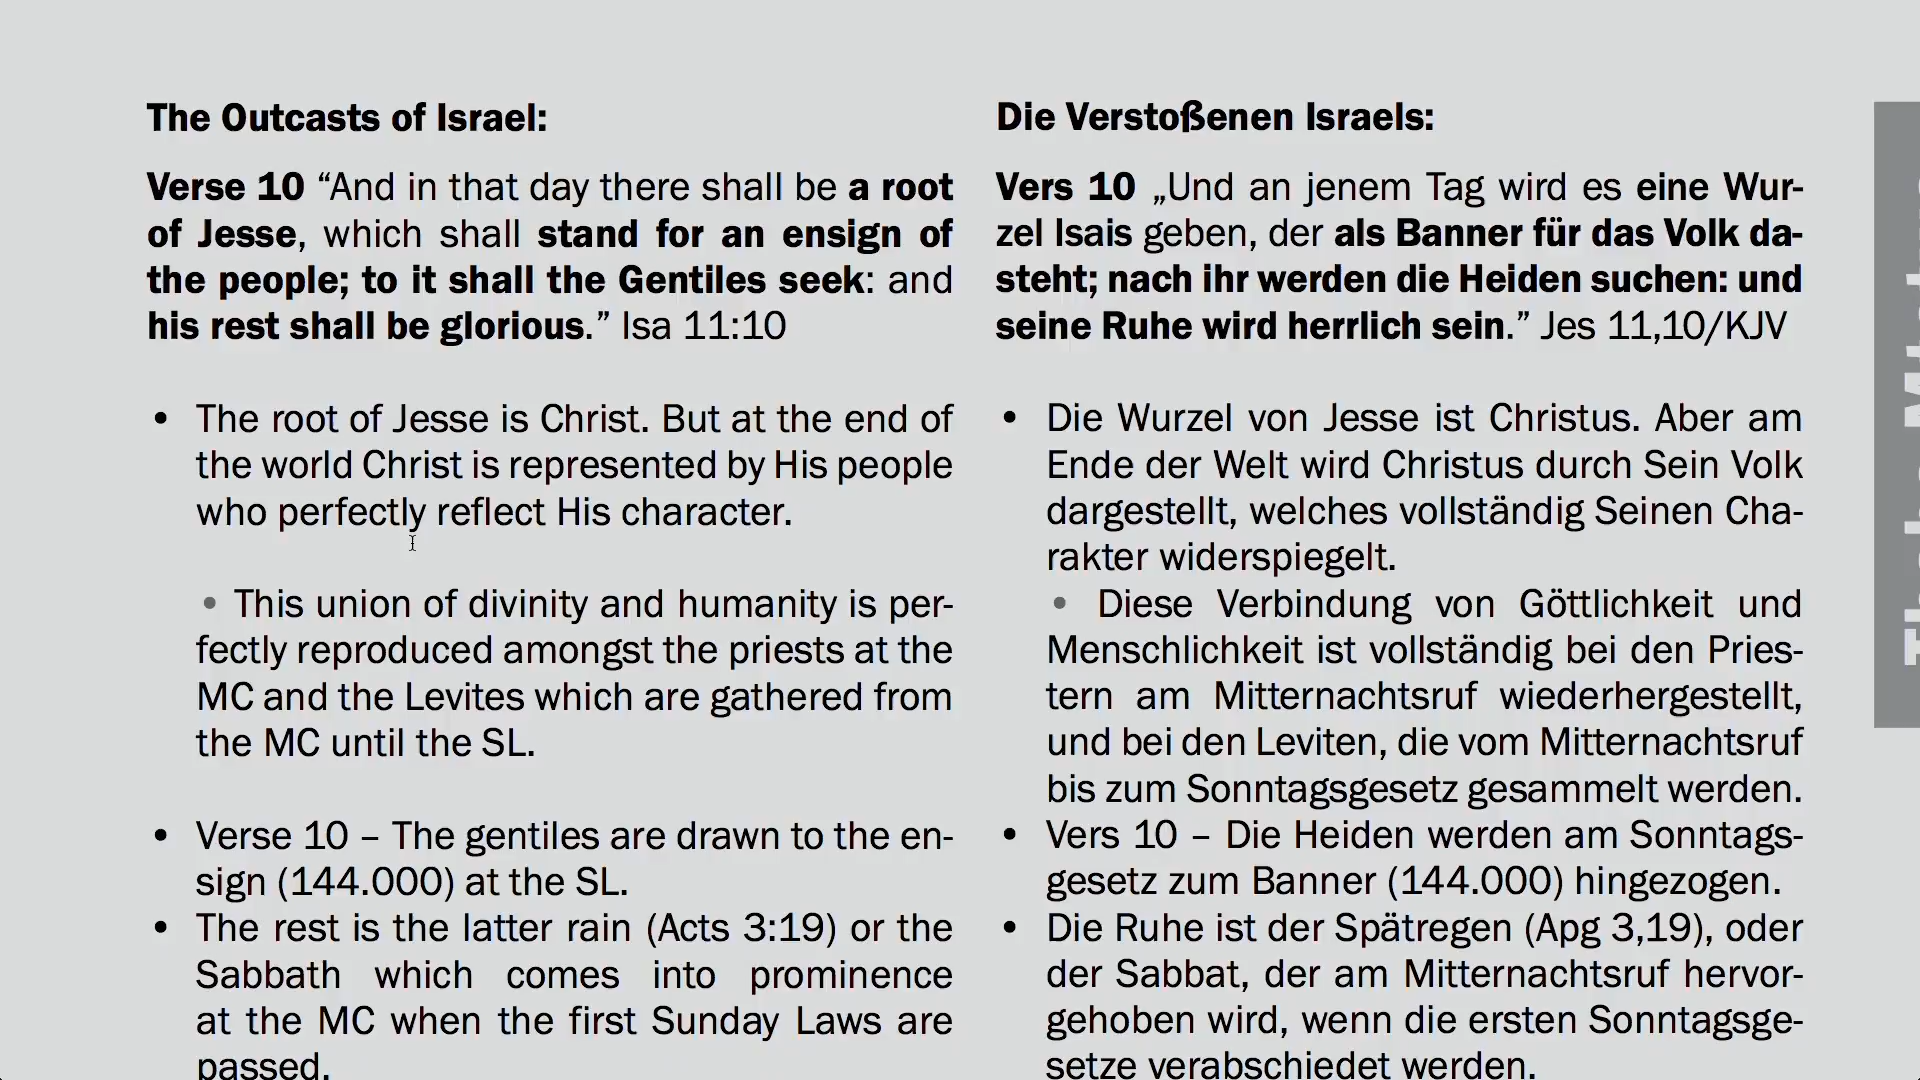 The Outcasts of Israel:
Verse 10 “And in that day there shall be a root
of Jesse, which shall stand for an ensign of
the people; to it shall the Gentiles seek: and
his rest shall be glorious.” Isa 11:10
• The root of Jesse is Christ. But at the end of
the world Christ is represented by His people
who perfectly reflect His character.
• This union of divinity and humanity is per-
fectly reproduced amongst the priests at the
MC and the Levites which are gathered from
the MC until the SL.
• Verse 10 – The gentiles are drawn to the en-
sign (144.000) at the SL.
• The rest is the latter rain (Acts 3:19) or the
Sabbath which comes into prominence
at the MC when the first Sunday Laws are
passed.
Die Verstoßenen Israels:
Vers 10 „Und an jenem Tag wird es eine Wur-
zel Isais geben, der als Banner für das Volk da-
steht; nach ihr werden die Heiden suchen: und
seine Ruhe wird herrlich sein.” Jes 11,10/KJV
• Die Wurzel von Jesse ist Christus. Aber am
Ende der Welt wird Christus durch Sein Volk
dargestellt, welches vollständig Seinen Cha-
rakter widerspiegelt.
• Diese Verbindung von Göttlichkeit und
Menschlichkeit ist vollständig bei den Pries-
tern am Mitternachtsruf wiederhergestellt,
und bei den Leviten, die vom Mitternachtsruf
bis zum Sonntagsgesetz gesammelt werden.
• Vers 10 – Die Heiden werden am Sonntags-
gesetz zum Banner (144.000) hingezogen.
• Die Ruhe ist der Spätregen (Apg 3,19), oder
der Sabbat, der am Mitternachtsruf hervor-
gehoben wird, wenn die ersten Sonntagsge-
setze verabschiedet werden.